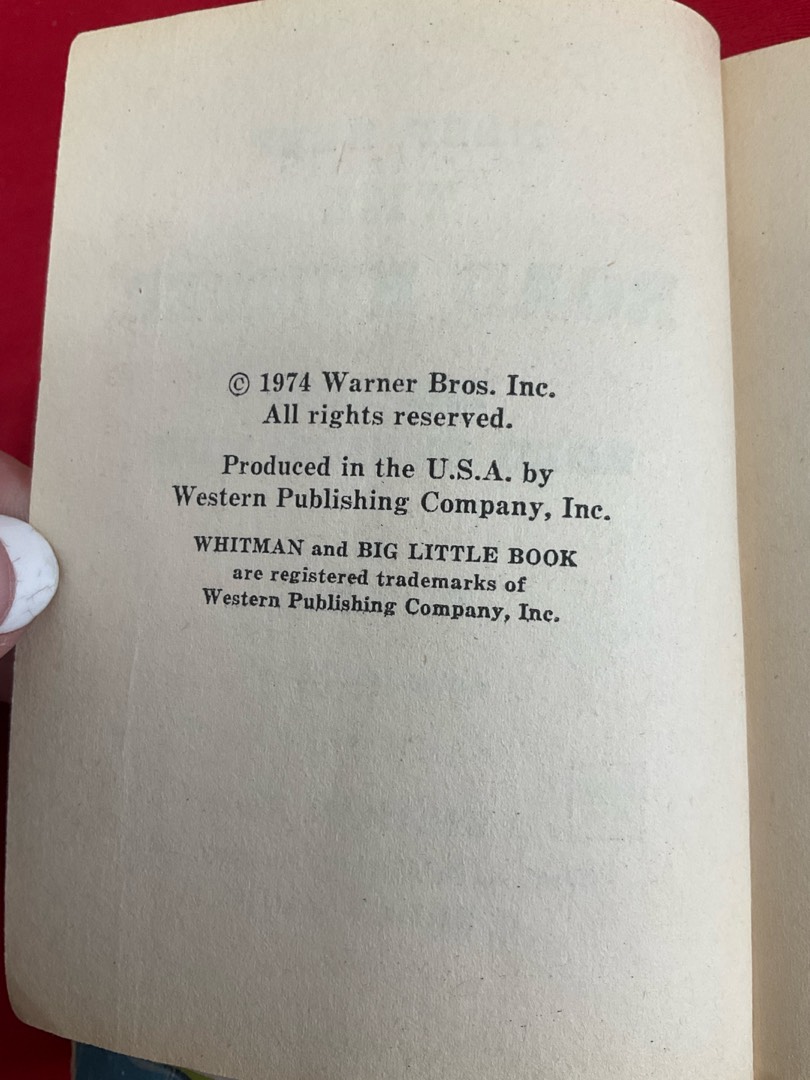 © 1974 Warner Bros. Inc.
All rights reserved.
Produced in the U.S.A. by
Western Publishing Company, Inc.
WHITMAN and BIG LITTLE BOOK
are registered trademarks of
Western Publishing Company, Inc.